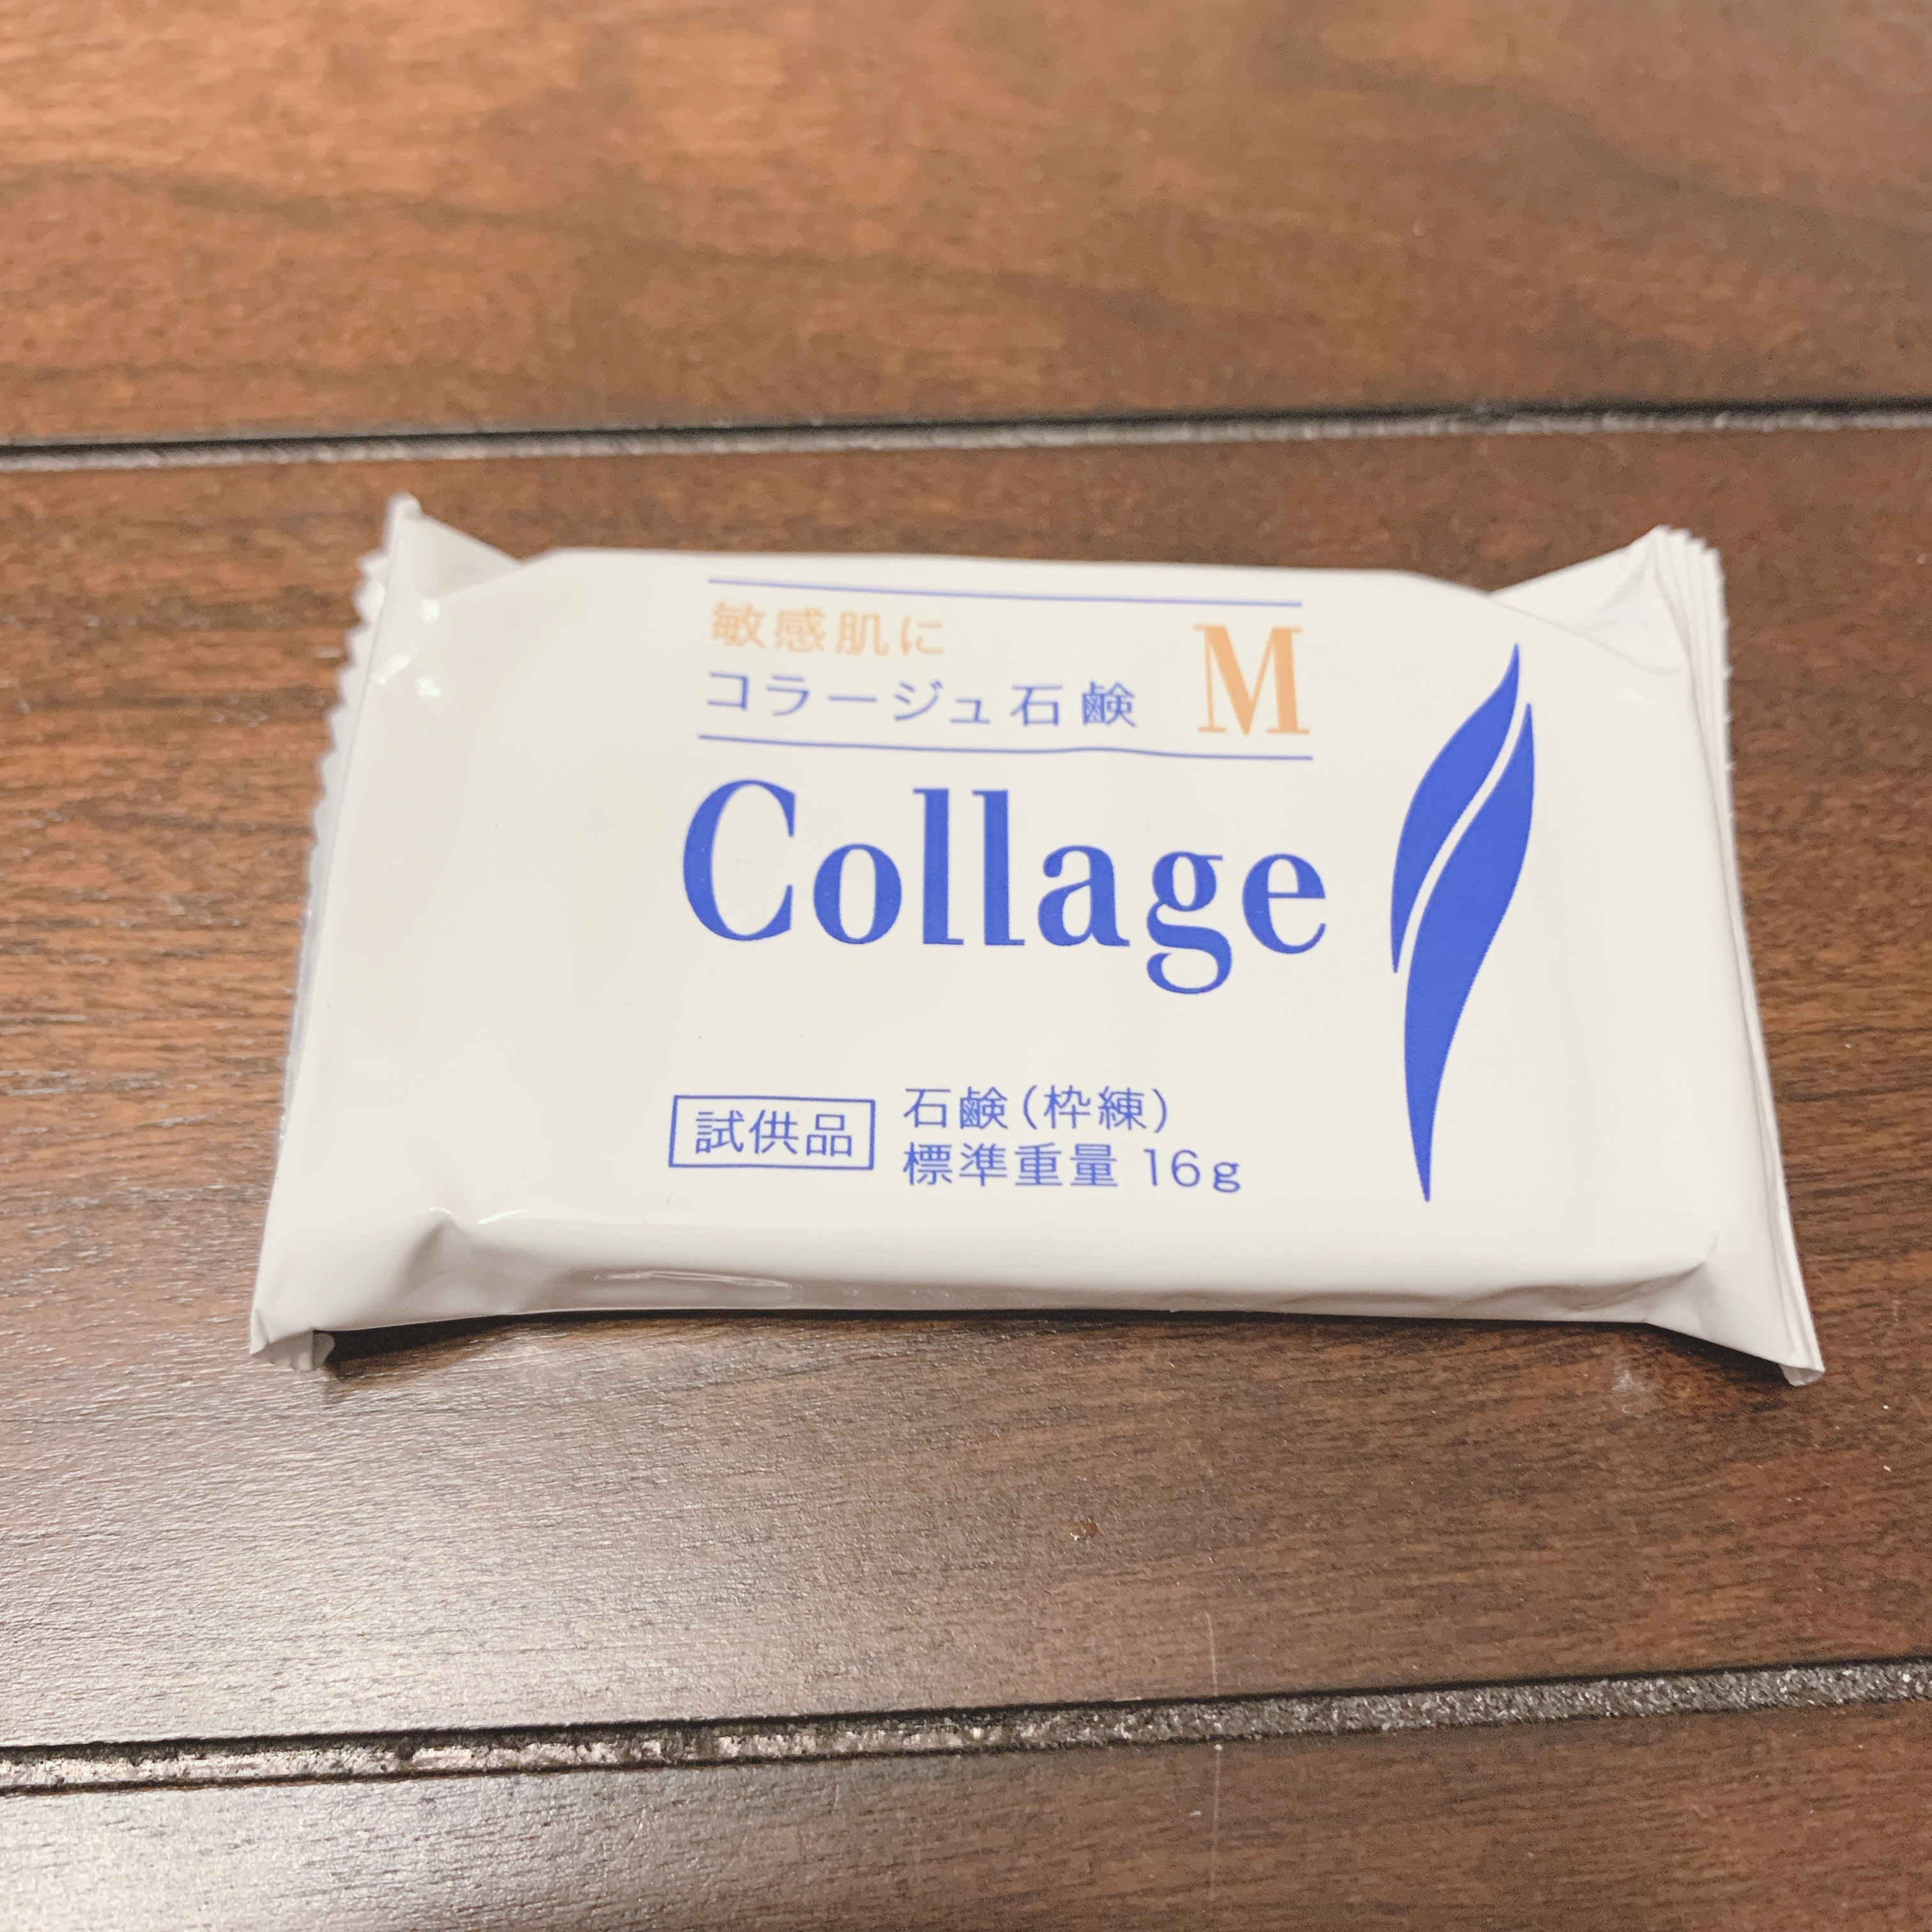 敏感肌に
コラージュ石鹸 M
Collage
試供品
石鹸(枠練)
標準重量 16g